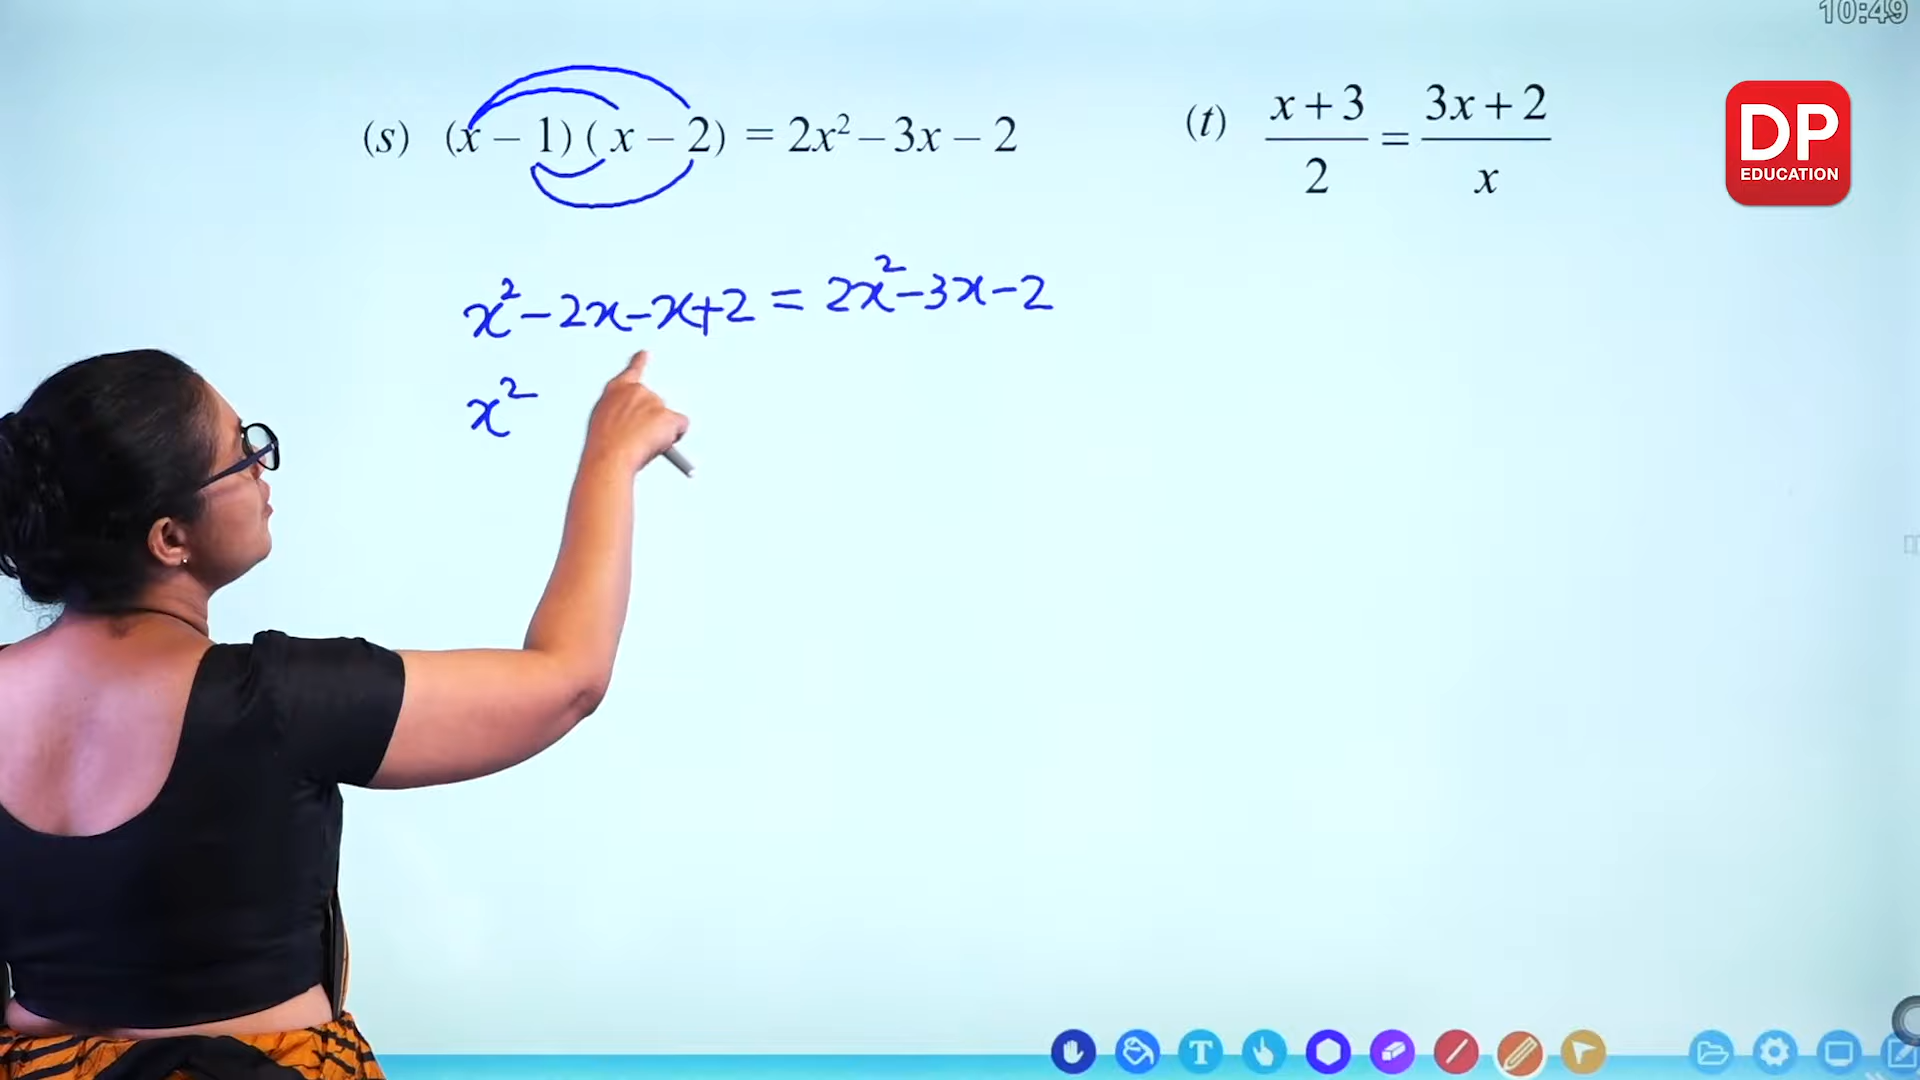 10:49
(s) (x – 1)( x – 2) = 2x² – 3x – 2
(t) x + 3 / 2 = 3x + 2 / x
DP
EDUCATION
x² - 2x - x + 2 = 2x² - 3x - 2
x²
T